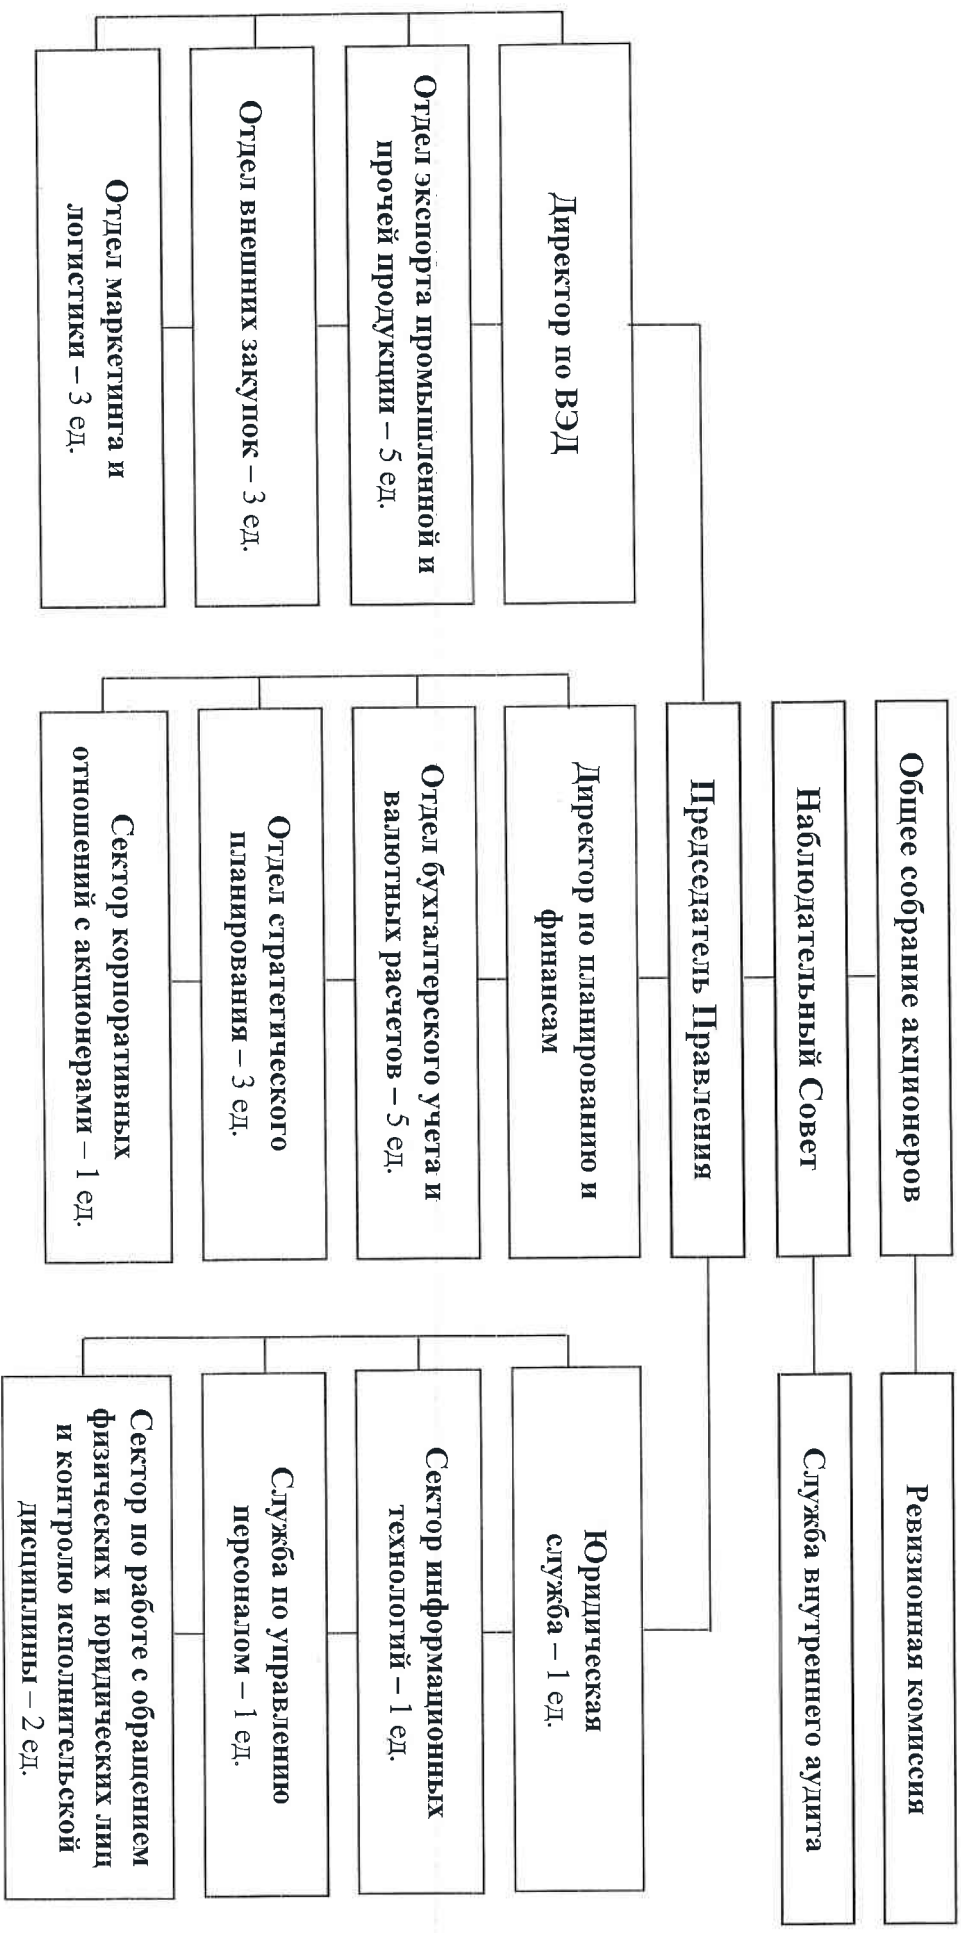 Общее собрание акционеров
Ревизионная комиссия
Наблюдательный Совет
Служба внутреннего аудита
Председатель Правления
Директор по ВЭД
Директор по планированию и
финансам
Юридическая
служба – 1 ед.
Отдел экспорта промышленной и
прочей продукции – 5 ед.
Отдел бухгалтерского учета и
валютных расчетов – 5 ед.
Сектор информационных
технологий – 1 ед.
Отдел внешних закупок – 3 ед.
Отдел стратегического
планирования – 3 ед.
Служба по управлению
персоналом – 1 ед.
Отдел маркетинга и
логистики – 3 ед.
Сектор корпоративных
отношений с акционерами – 1 ед.
Сектор по работе с обращением
физических и юридических лиц
и контролю исполнительской
дисциплины – 2 ед.